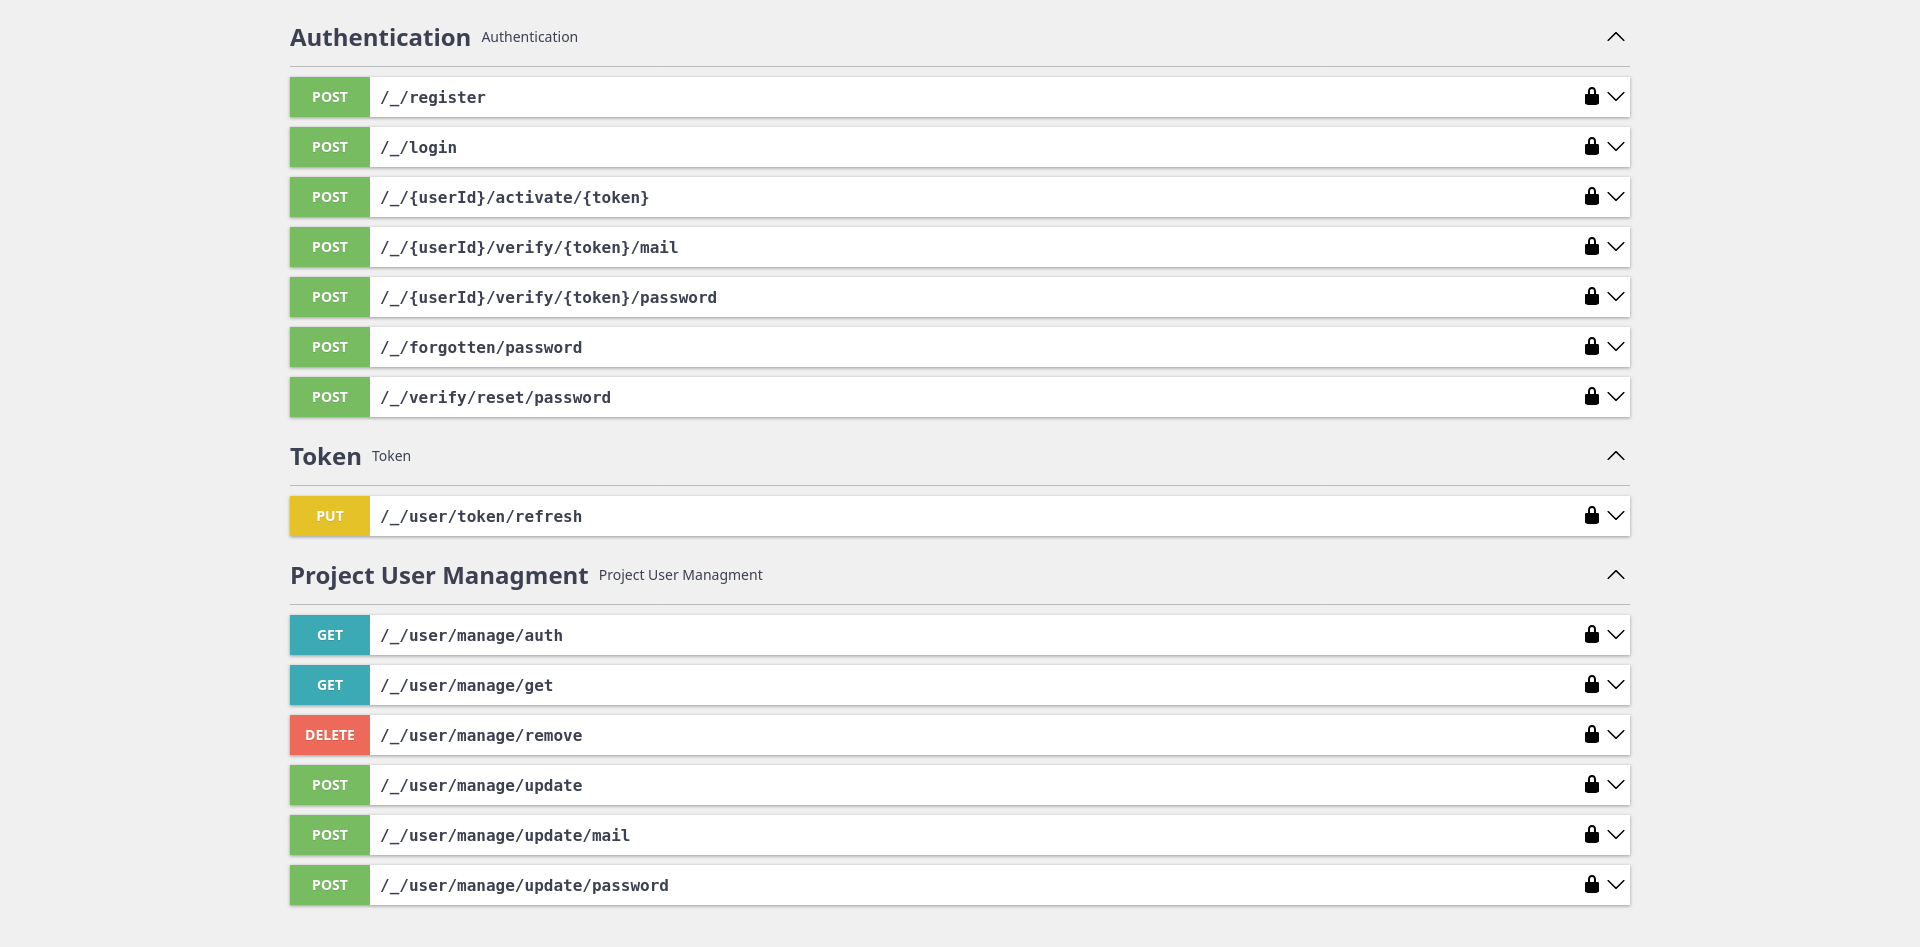 Authentication Authentication
POST /_/register
POST /_/login
POST /_/{userId}/activate/{token}
POST /_/{userId}/verify/{token}/mail
POST /_/{userId}/verify/{token}/password
POST /_/forgotten/password
POST /_/verify/reset/password
Token Token
PUT /_/user/token/refresh
Project User Managment Project User Managment
GET /_/user/manage/auth
GET /_/user/manage/get
DELETE /_/user/manage/remove
POST /_/user/manage/update
POST /_/user/manage/update/mail
POST /_/user/manage/update/password